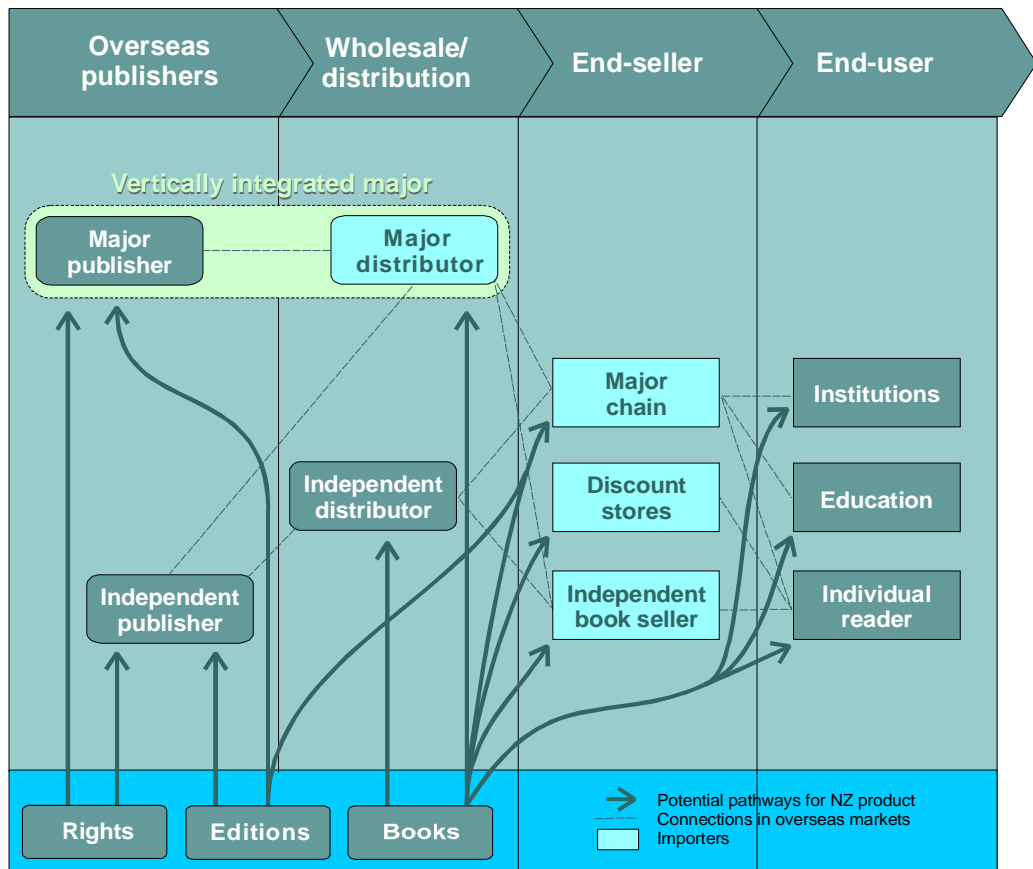 Overseas
publishers
Wholesale/
distribution
End-seller
End-user
Vertically integrated major
Major
publisher
Major
distributor
Major
chain
Institutions
Independent
distributor
Discount
stores
Education
Independent
publisher
Independent
book seller
Individual
reader
Rights
Editions
Books
Potential pathways for NZ product
Connections in overseas markets
Importers